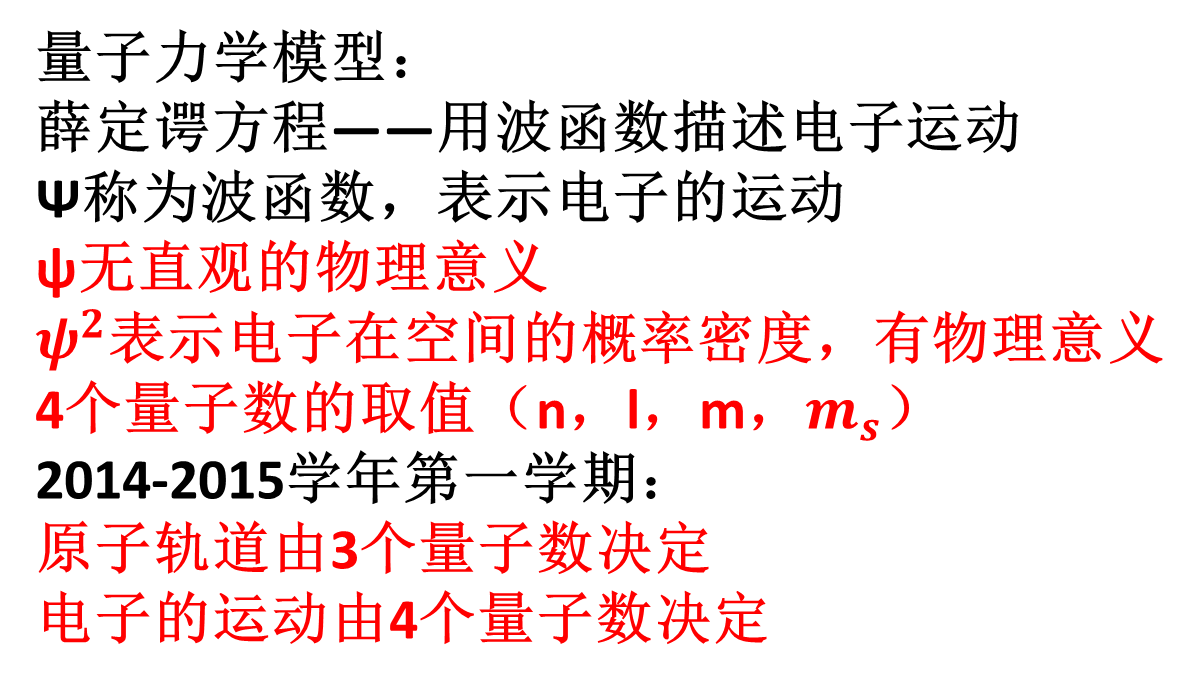 量子力学模型：
薛定谔方程——用波函数描述电子运动
Ψ称为波函数，表示电子的运动
ψ无直观的物理意义
ψ²表示电子在空间的概率密度，有物理意义
4个量子数的取值（n，l，m，mₛ）
2014-2015学年第一学期：
原子轨道由3个量子数决定
电子的运动由4个量子数决定